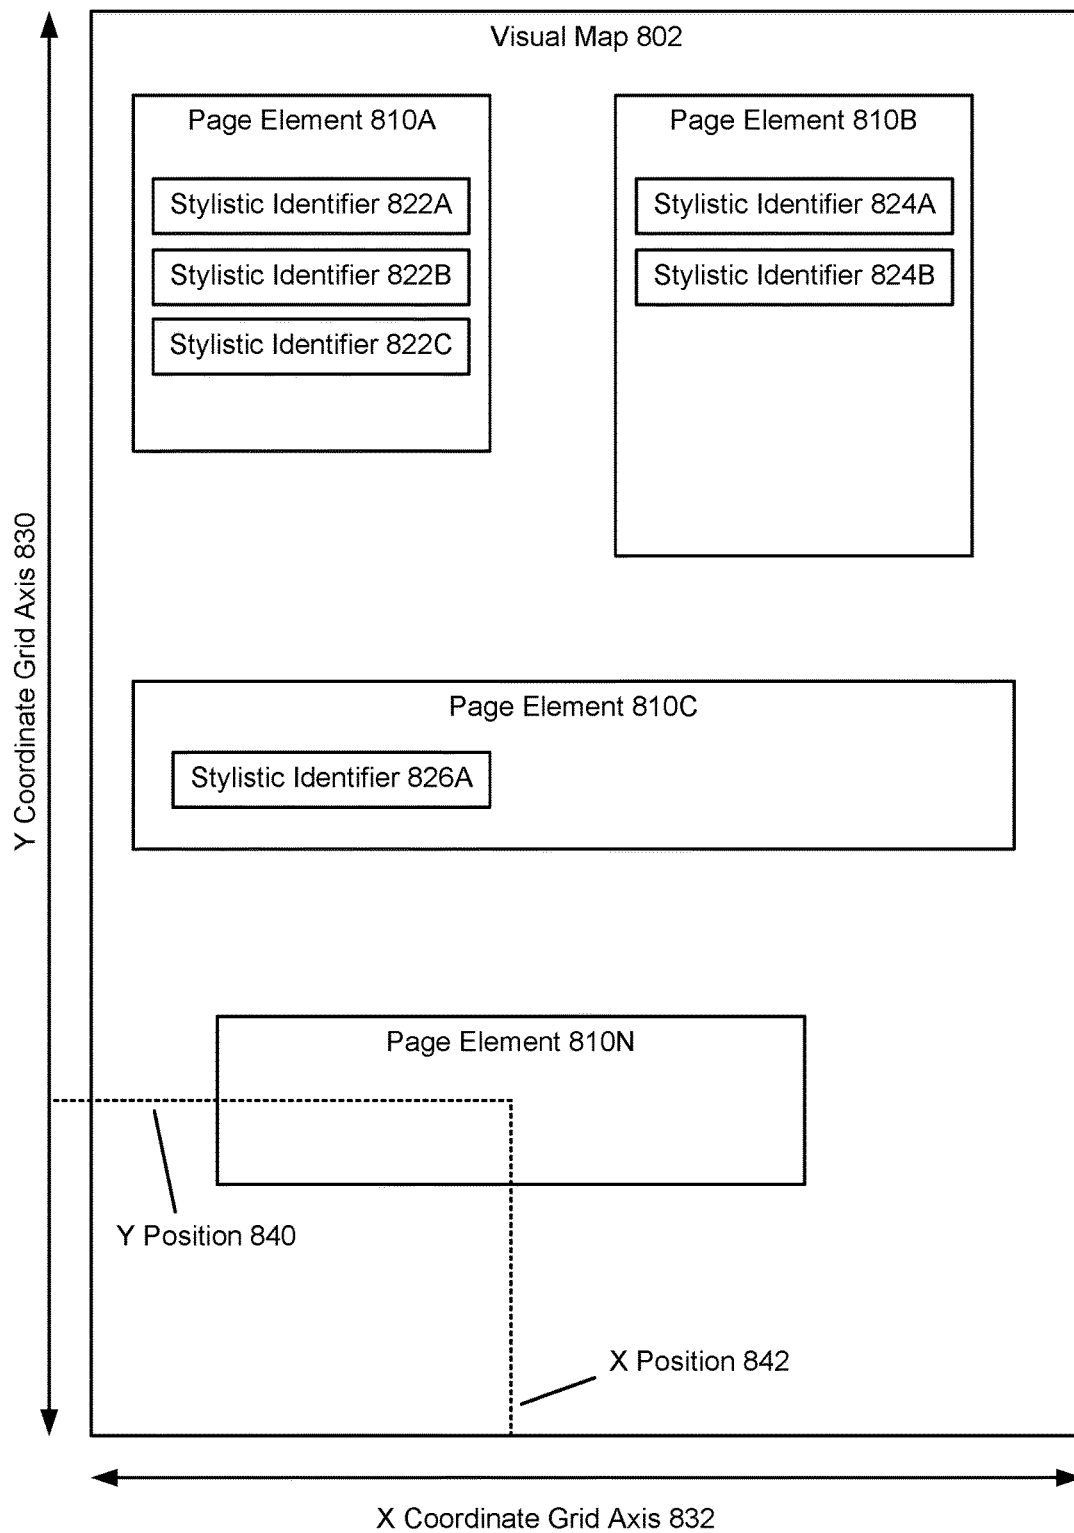 Visual Map 802
Page Element 810A
Stylistic Identifier 822A
Stylistic Identifier 822B
Stylistic Identifier 822C
Page Element 810B
Stylistic Identifier 824A
Stylistic Identifier 824B
Y Coordinate Grid Axis 830
Page Element 810C
Stylistic Identifier 826A
Page Element 810N
Y Position 840
X Position 842
X Coordinate Grid Axis 832